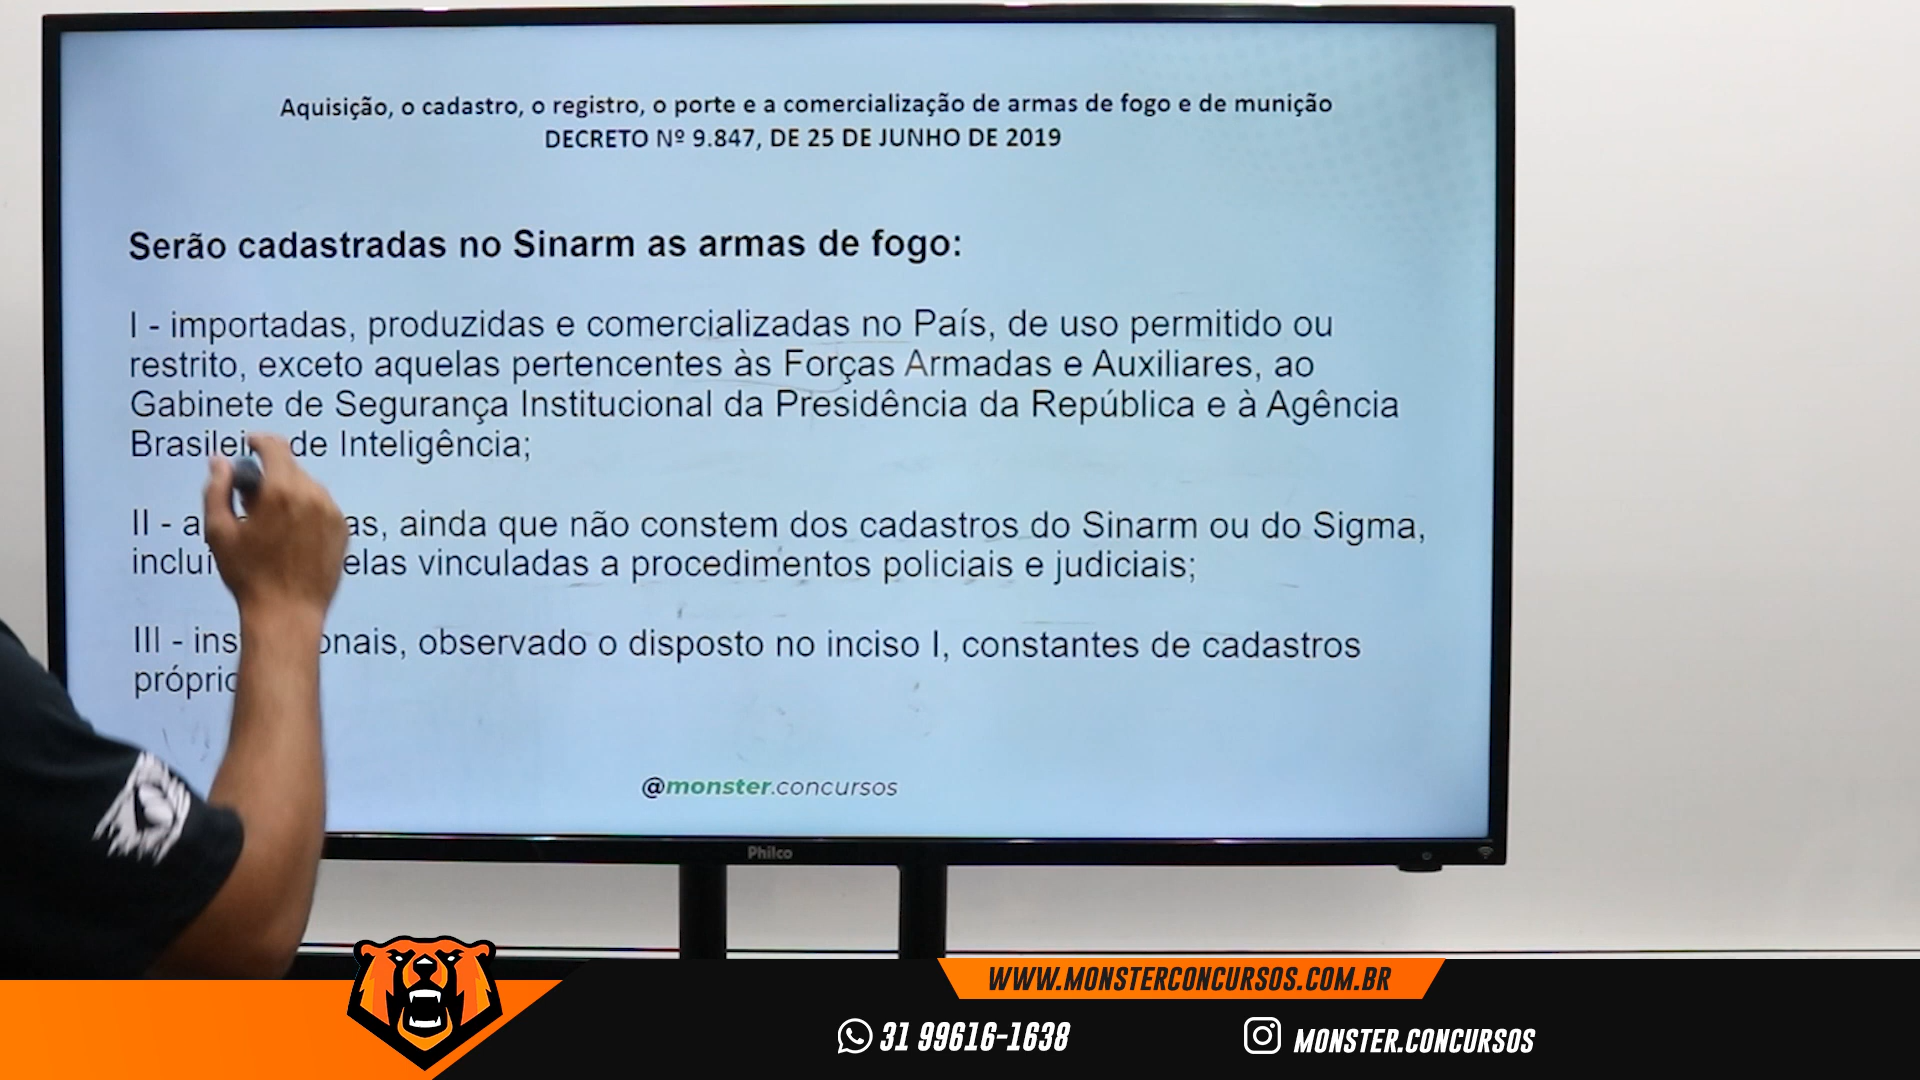 Aquisição, o cadastro, o registro, o porte e a comercialização de armas de fogo e de munição
DECRETO Nº 9.847, DE 25 DE JUNHO DE 2019
Serão cadastradas no Sinarm as armas de fogo:
I - importadas, produzidas e comercializadas no País, de uso permitido ou
restrito, exceto aquelas pertencentes às Forças Armadas e Auxiliares, ao
Gabinete de Segurança Institucional da Presidência da República e à Agência
de Inteligência;
II - ainda que não constem dos cadastros do Sinarm ou do Sigma,
vinculadas a procedimentos policiais e judiciais;
III - observado o disposto no inciso I, constantes de cadastros
@monster.concursos
Philco
WWW.MONSTERCONCURSOS.COM.BR
31 99616-1638
MONSTER.CONCURSOS